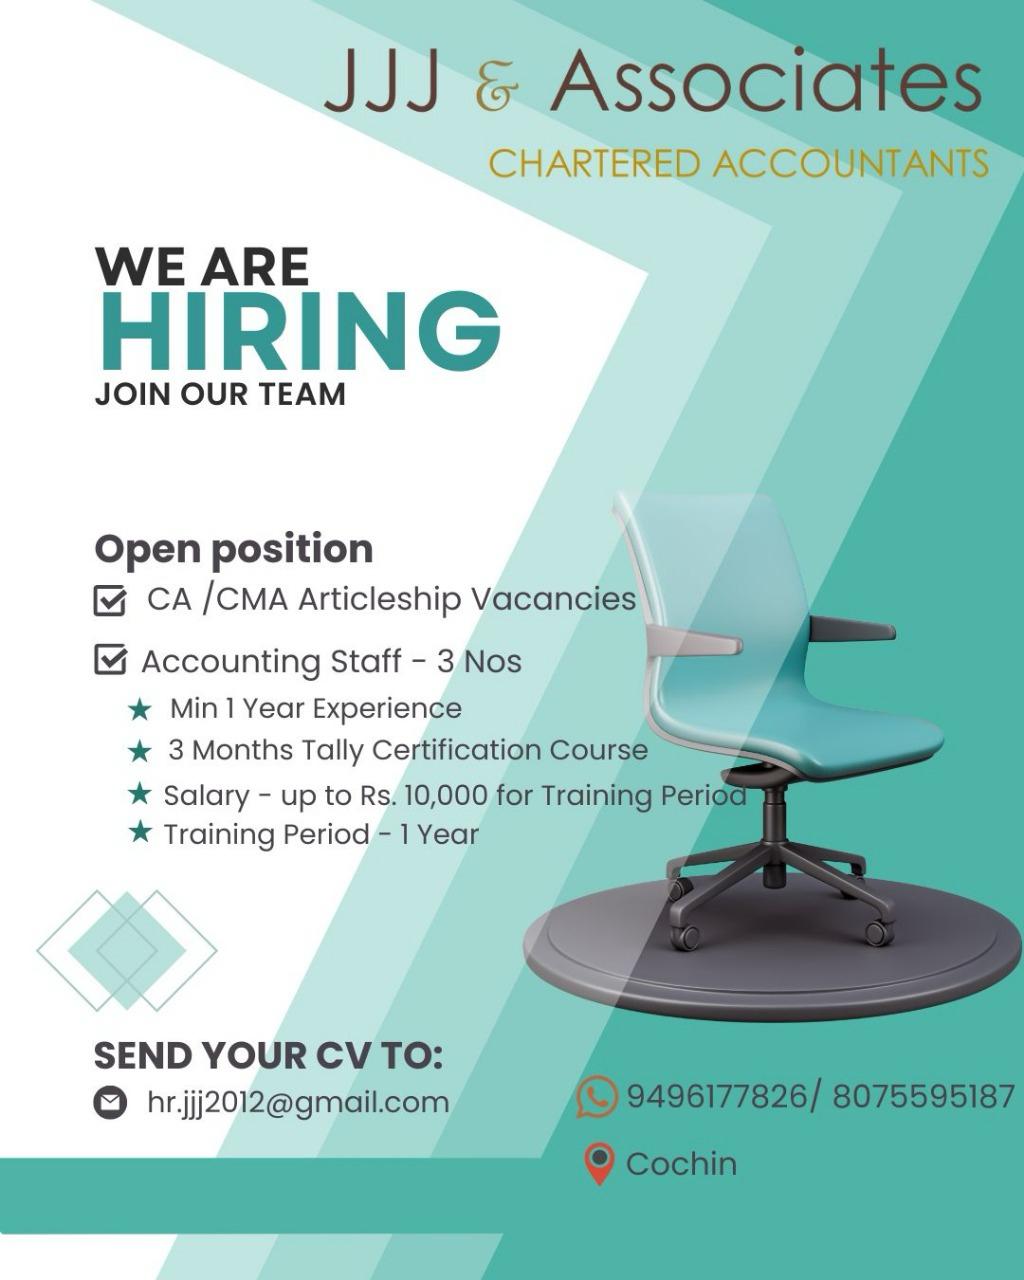 JJJ & Associates
CHARTERED ACCOUNTANTS
WE ARE
HIRING
JOIN OUR TEAM
Open position
CA /CMA Articleship Vacancies
Accounting Staff - 3 Nos
Min 1 Year Experience
3 Months Tally Certification Course
Salary - up to Rs. 10,000 for Training Period
Training Period - 1 Year
SEND YOUR CV TO:
hr.jjj2012@gmail.com
9496177826/ 8075595187
Cochin